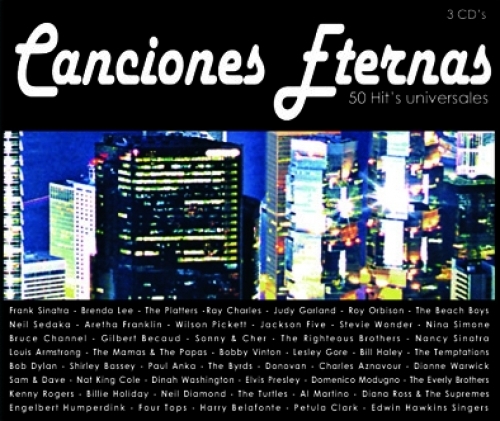 3 CD's
Canciones Eternas
50 Hit's universales
Frank Sinatra - Brenda Lee - The Platters -Ray Charles - Judy Garland - Roy Orbison - The Beach Boys
Neil Sedaka - Aretha Franklin - Wilson Pickett - Jackson Five - Stevie Wonder - Nina Simone
Bruce Channel - Gilbert Becaud - Sonny & Cher - The Righteous Brothers - Nancy Sinatra
Louis Armstrong - The Mamas & The Papas - Bobby Vinton - Lesley Gore - Bill Haley - The Temptations
Bob Dylan - Shirley Bassey - Paul Anka - The Byrds - Donovan - Charles Aznavour - Dionne Warwick
Sam & Dave - Nat King Cole - Dinah Washington - Elvis Presley - Domenico Modugno - The Everly Brothers
Kenny Rogers - Billie Holiday - Neil Diamond - The Turtles - Al Martino - Diana Ross & The Supremes
Engelbert Humperdink - Four Tops - Harry Belafonte - Petula Clark - Edwin Hawkins Singers